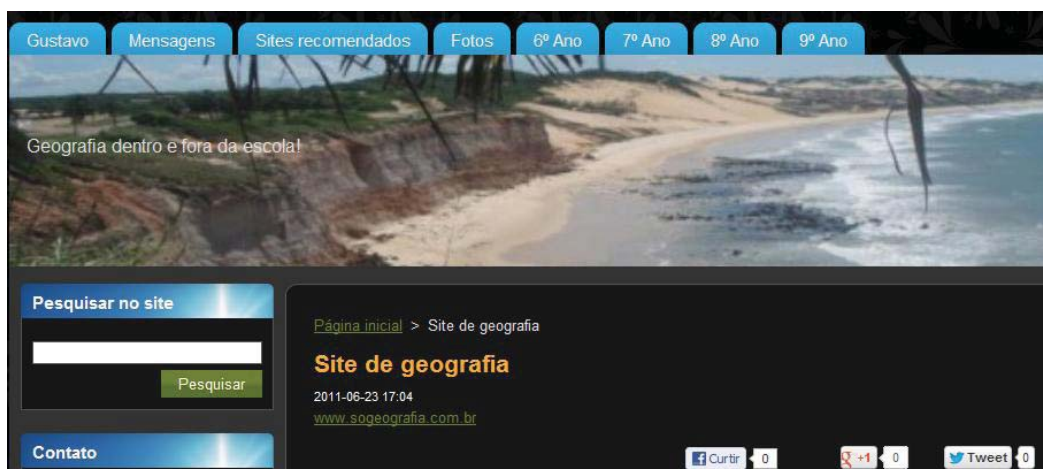 Gustavo Mensagens Sites recomendados Fotos 6º Ano 7º Ano 8º Ano 9º Ano
Geografia dentro e fora da escola!
Pesquisar no site
Pesquisar
Contato
Página inicial > Site de geografia
Site de geografia
2011-06-23 17:04
www.sogeografia.com.br
Curtir 0 +1 0 Tweet 0